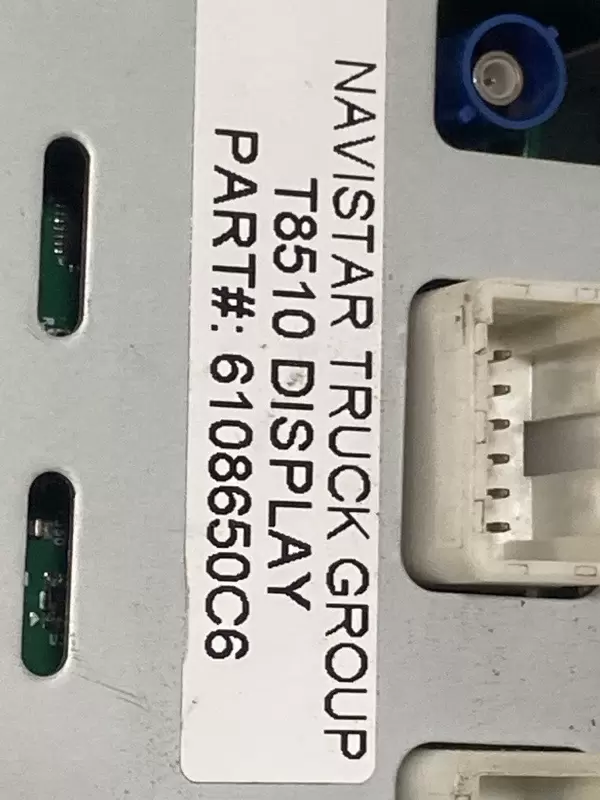 NAVISTAR TRUCK GROUP
T8510 DISPLAY
PART#: 6108650C6